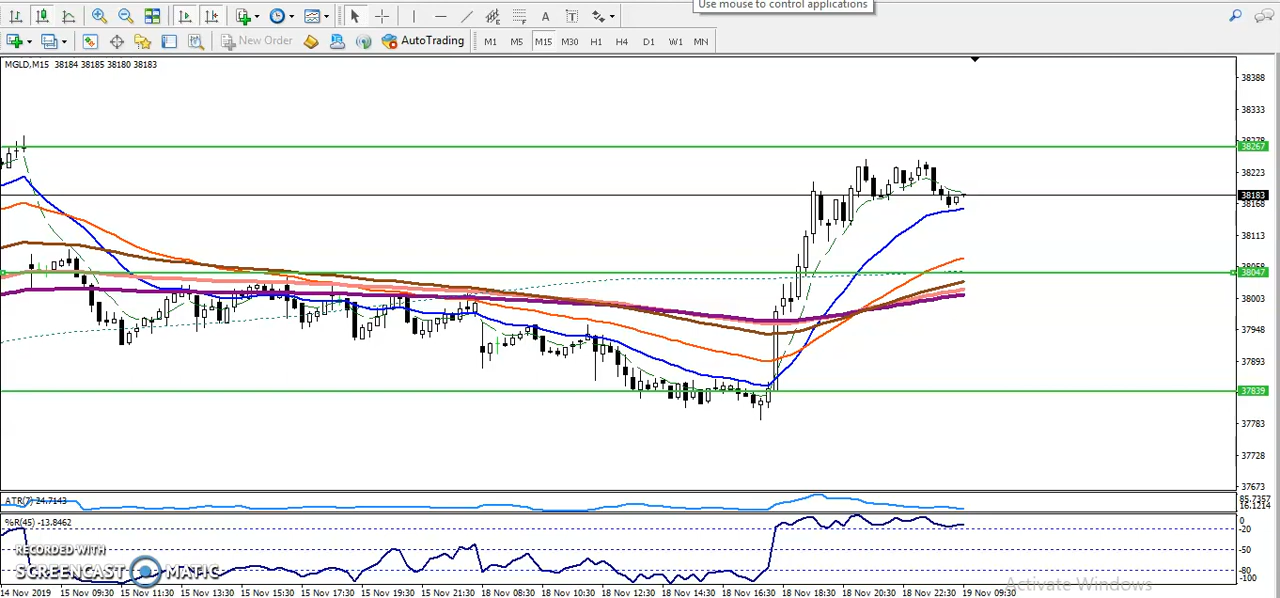 Use mouse to control applications
New Order
AutoTrading
M1 M5 M15 M30 H1 H4 D1 W1 MN
MGLD,M15 38184 38185 38180 38183
38388
38333
38278
38267
38223
38183
38168
38113
38058
38047
38003
37948
37893
37839
37783
37728
37673
ATR(7) 24.7143
85.7357
16.1214
%R(45) -13.8462
0
-20
-50
-80
-100
RECORDED WITH
SCREENCAST MATIC
Activate Windows
14 Nov 2019 15 Nov 09:30 15 Nov 11:30 15 Nov 13:30 15 Nov 15:30 15 Nov 17:30 15 Nov 19:30 15 Nov 21:30 18 Nov 08:30 18 Nov 10:30 18 Nov 12:30 18 Nov 14:30 18 Nov 16:30 18 Nov 18:30 18 Nov 20:30 18 Nov 22:30 19 Nov 09:30